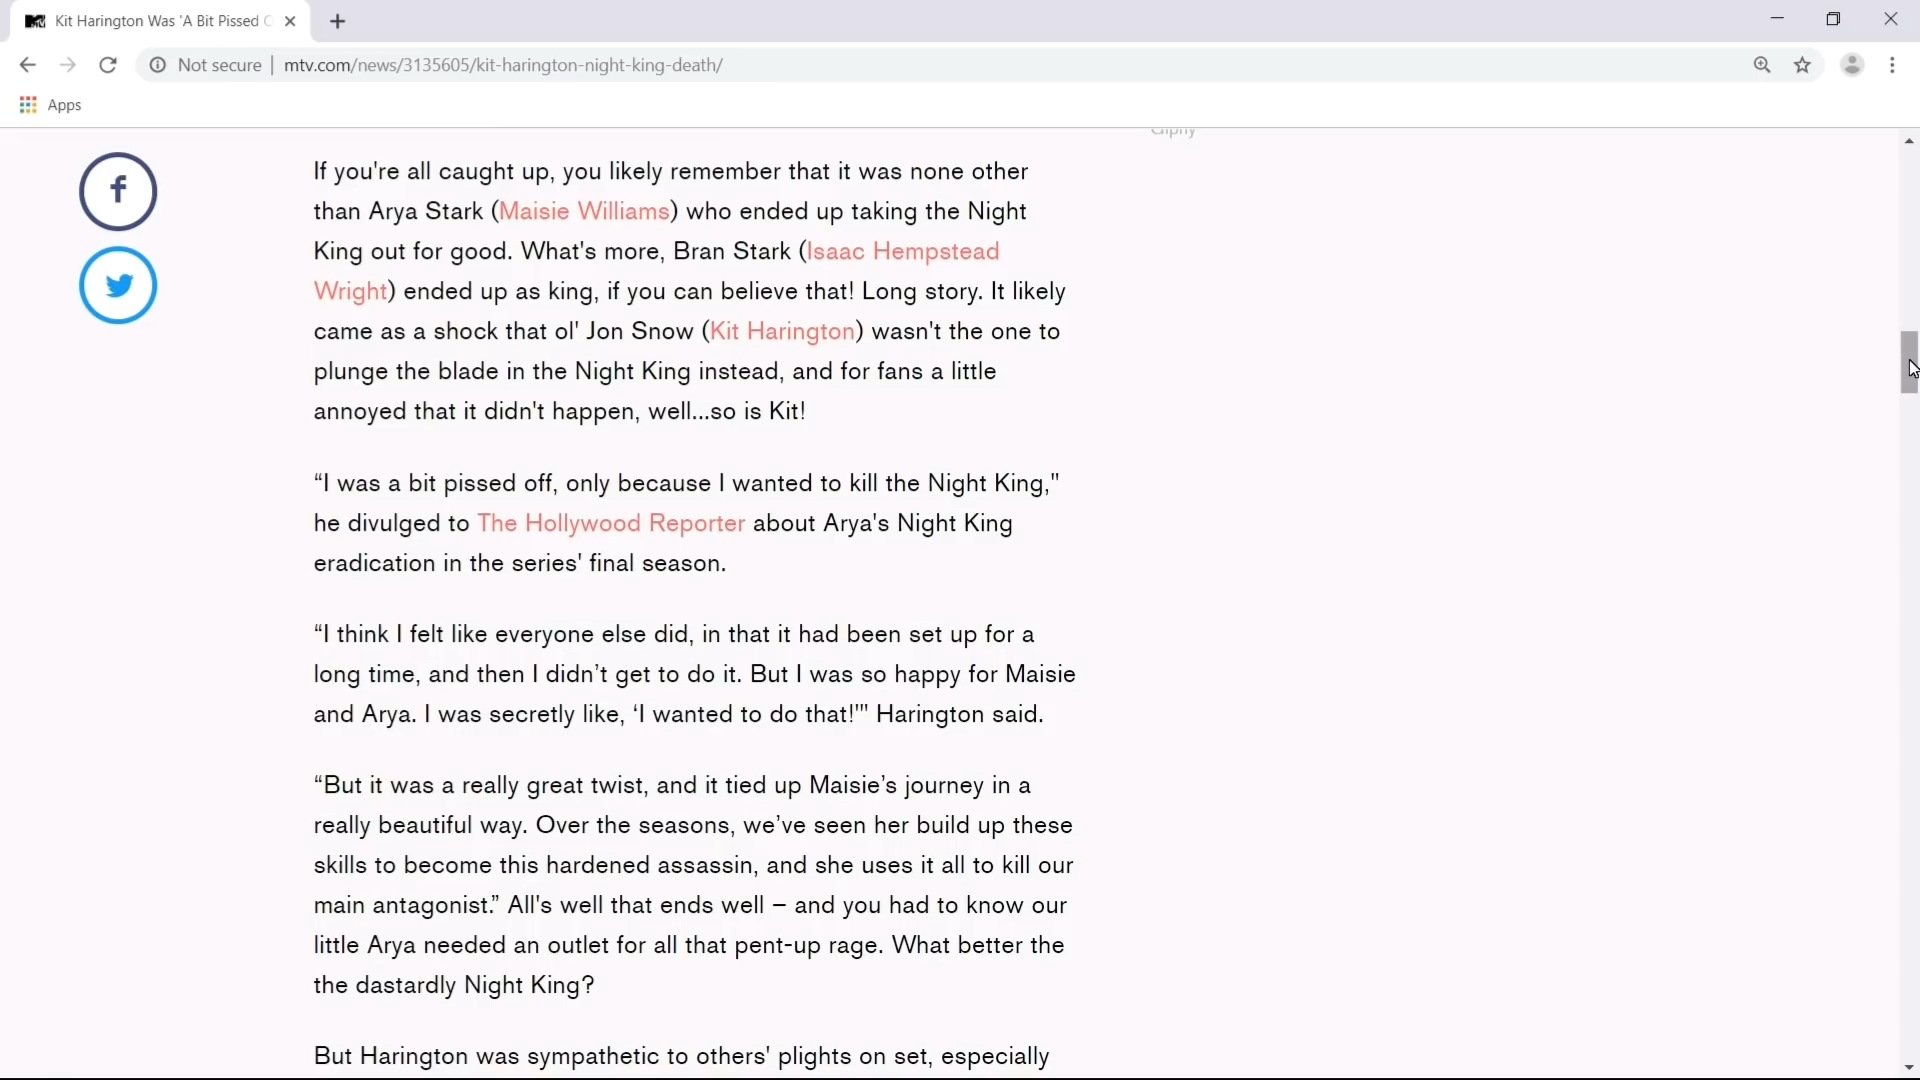 Kit Harington Was 'A Bit Pissed
Not secure
mtv.com/news/3135605/kit-harington-night-king-death/
Apps
If you're all caught up, you likely remember that it was none other
than Arya Stark (Maisie Williams) who ended up taking the Night
King out for good. What's more, Bran Stark (Isaac Hempstead
Wright) ended up as king, if you can believe that! Long story. It likely
came as a shock that ol' Jon Snow (Kit Harington) wasn't the one to
plunge the blade in the Night King instead, and for fans a little
annoyed that it didn't happen, well...so is Kit!
“I was a bit pissed off, only because I wanted to kill the Night King,"
he divulged to The Hollywood Reporter about Arya's Night King
eradication in the series' final season.
“I think I felt like everyone else did, in that it had been set up for a
long time, and then I didn’t get to do it. But I was so happy for Maisie
and Arya. I was secretly like, ‘I wanted to do that!'" Harington said.
“But it was a really great twist, and it tied up Maisie’s journey in a
really beautiful way. Over the seasons, we’ve seen her build up these
skills to become this hardened assassin, and she uses it all to kill our
main antagonist.” All's well that ends well – and you had to know our
little Arya needed an outlet for all that pent-up rage. What better the
the dastardly Night King?
But Harington was sympathetic to others' plights on set, especially